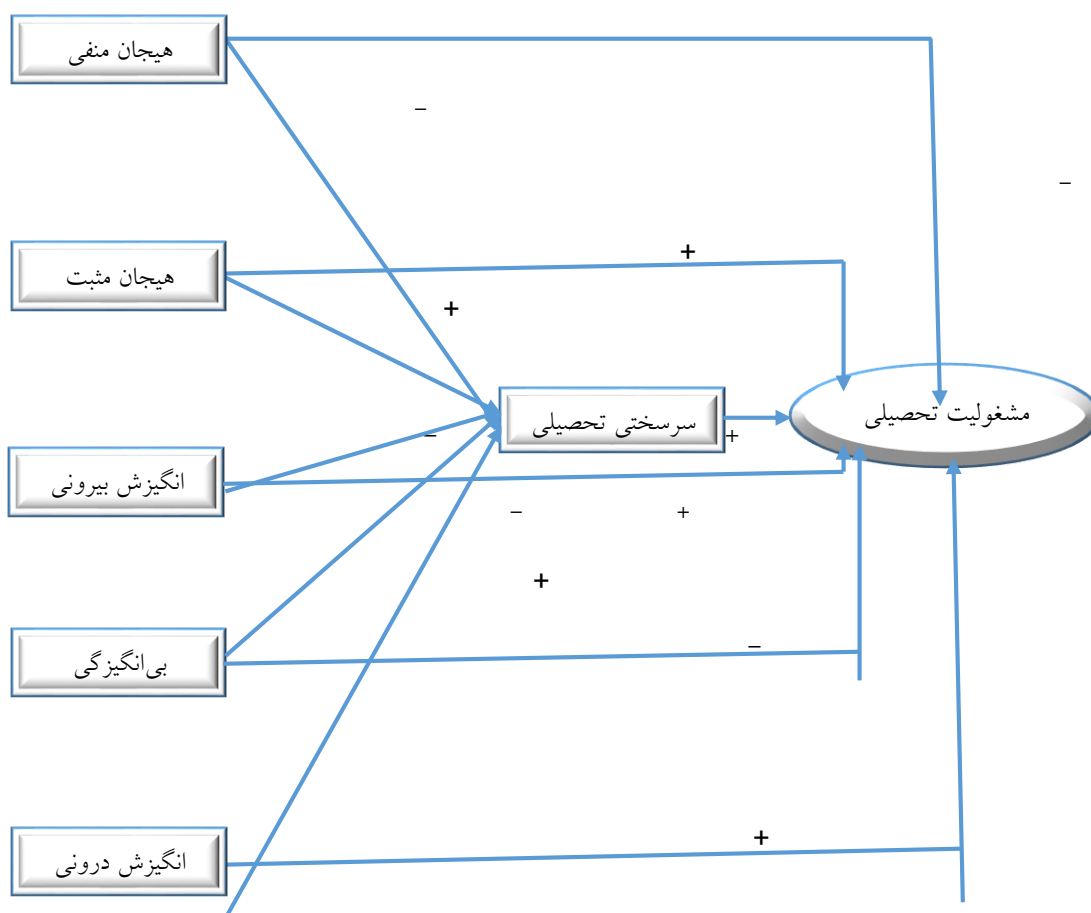 هیجان منفی
–
–
هیجان مثبت
+
+
سرسختی تحصیلی
مشغولیت تحصیلی
–
+
انگیزش بیرونی
–
+
+
بی‌انگیزگی
–
انگیزش درونی
+